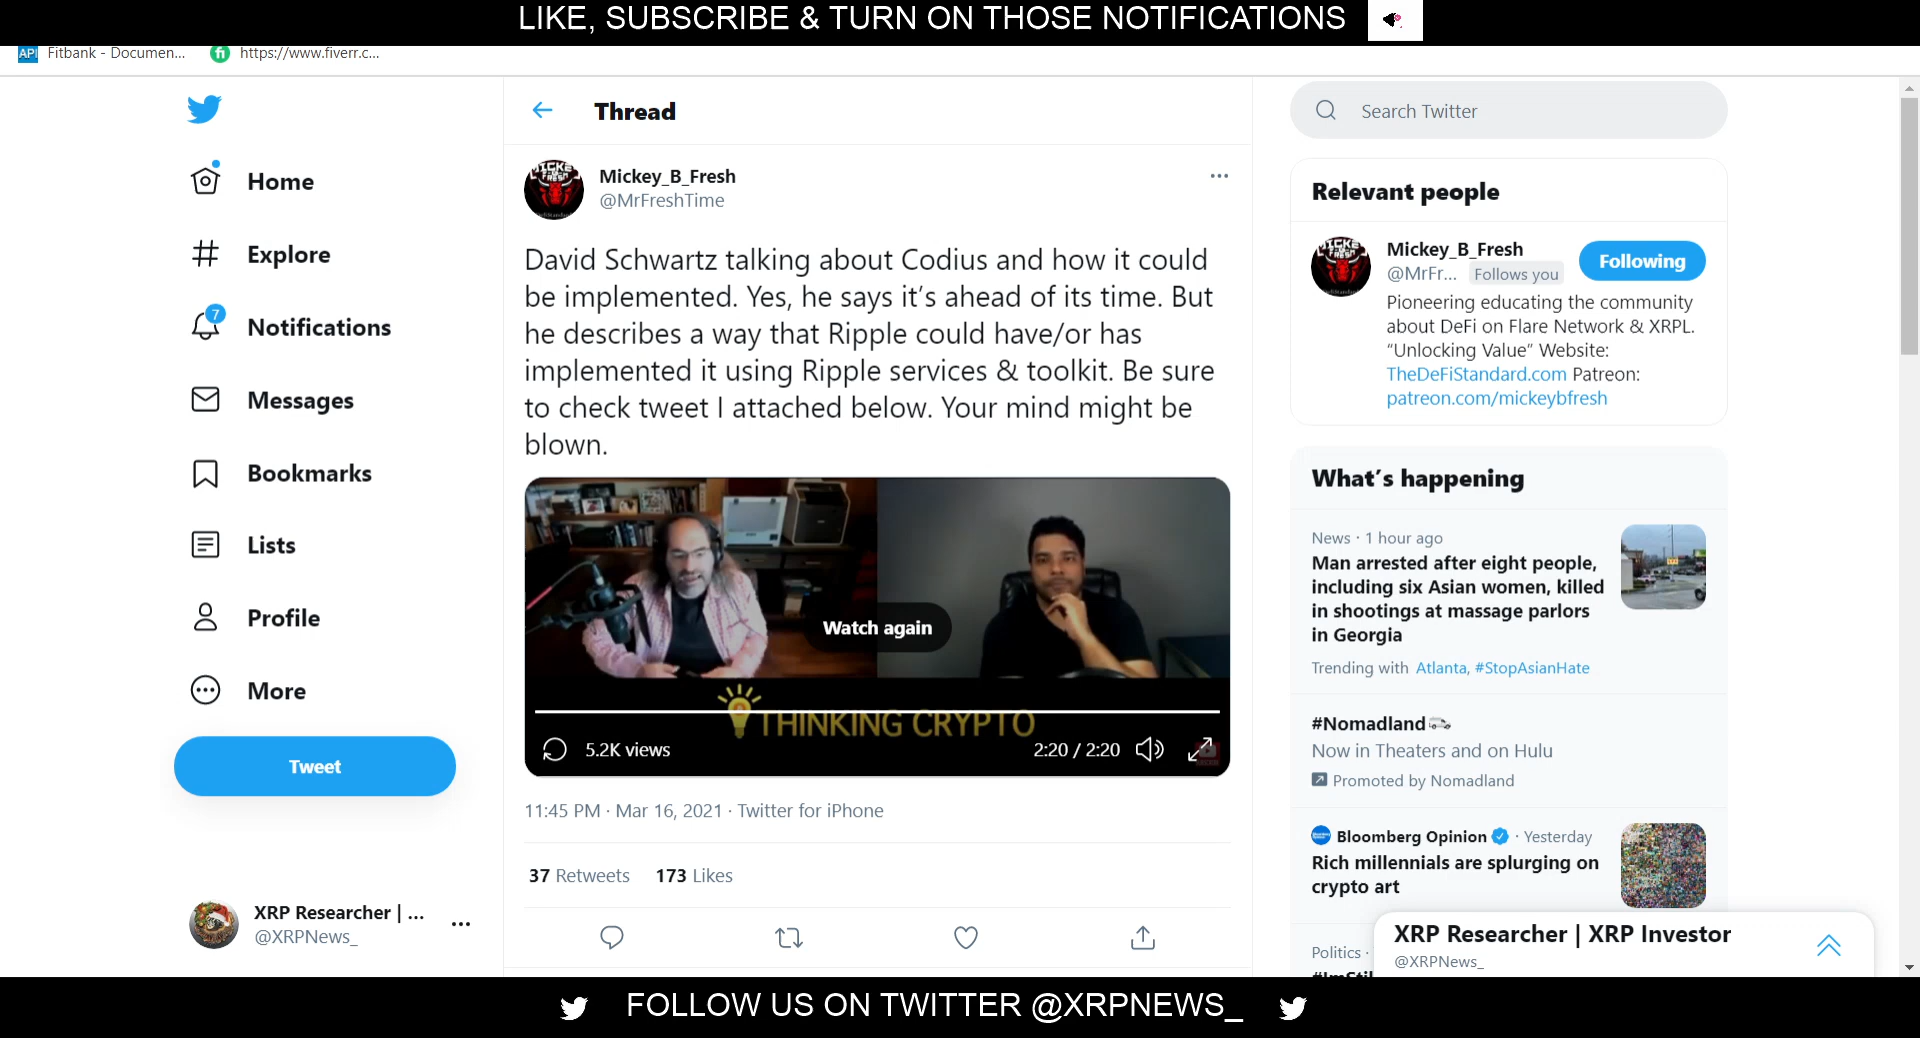 LIKE, SUBSCRIBE & TURN ON THOSE NOTIFICATIONS
API Fitbank - Documen...
fi https://www.fiverr.c...
Home
Explore
7
Notifications
Messages
Bookmarks
Lists
Profile
More
Tweet
XRP Researcher | ...
@XRPNews_
Thread
Mickey_B_Fresh
@MrFreshTime
David Schwartz talking about Codius and how it could
be implemented. Yes, he says it’s ahead of its time. But
he describes a way that Ripple could have/or has
implemented it using Ripple services & toolkit. Be sure
to check tweet I attached below. Your mind might be
blown.
Watch again
THINKING CRYPTO
5.2K views
2:20 / 2:20
11:45 PM · Mar 16, 2021 · Twitter for iPhone
37 Retweets 173 Likes
Search Twitter
Relevant people
Mickey_B_Fresh
@MrFr... Follows you
Following
Pioneering educating the community
about DeFi on Flare Network & XRPL.
“Unlocking Value” Website:
TheDeFiStandard.com Patreon:
patreon.com/mickeybfresh
What’s happening
News · 1 hour ago
Man arrested after eight people,
including six Asian women, killed
in shootings at massage parlors
in Georgia
Trending with Atlanta, #StopAsianHate
#Nomadland
Now in Theaters and on Hulu
Promoted by Nomadland
Bloomberg Opinion · Yesterday
Rich millennials are splurging on
crypto art
Politics ·
XRP Researcher | XRP Investor
@XRPNews_
FOLLOW US ON TWITTER @XRPNEWS_